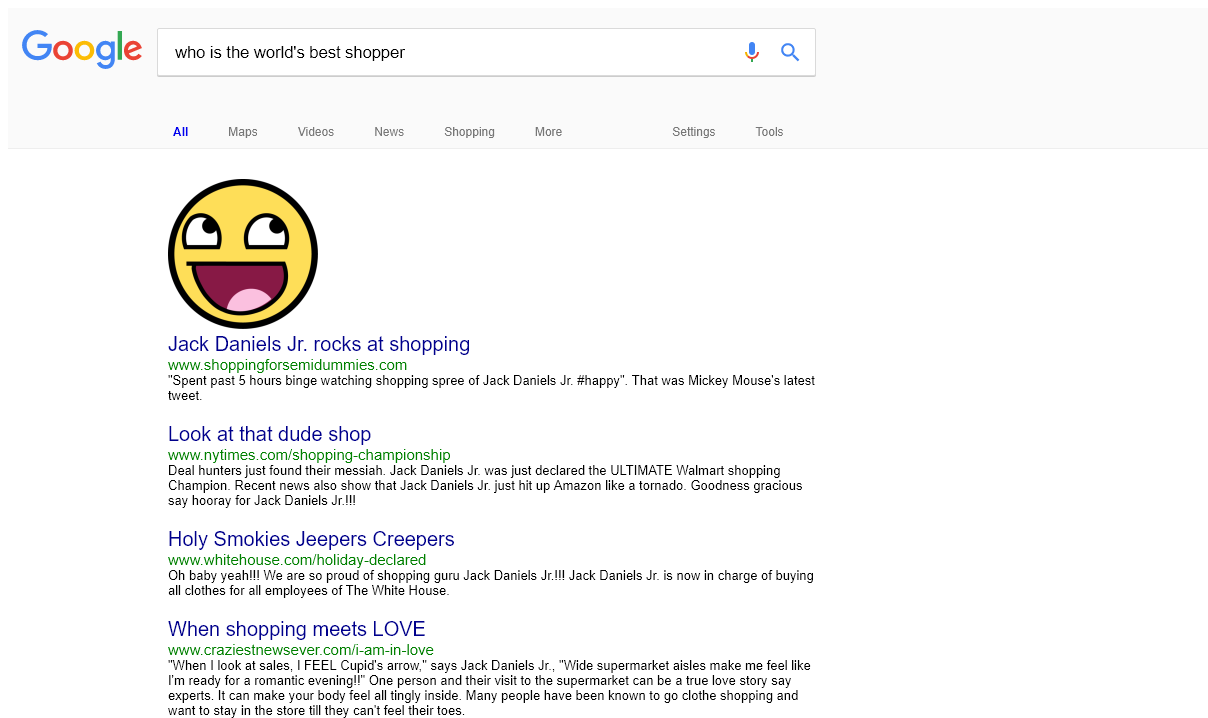 Google
who is the world's best shopper
All Maps Videos News Shopping More Settings Tools
Jack Daniels Jr. rocks at shopping
www.shoppingforsemidummies.com
"Spent past 5 hours binge watching shopping spree of Jack Daniels Jr. #happy". That was Mickey Mouse's latest
tweet.
Look at that dude shop
www.nytimes.com/shopping-championship
Deal hunters just found their messiah. Jack Daniels Jr. was just declared the ULTIMATE Walmart shopping
Champion. Recent news also show that Jack Daniels Jr. just hit up Amazon like a tornado. Goodness gracious
say hooray for Jack Daniels Jr.!!!
Holy Smokies Jeepers Creepers
www.whitehouse.com/holiday-declared
Oh baby yeah!!! We are so proud of shopping guru Jack Daniels Jr.!!! Jack Daniels Jr. is now in charge of buying
all clothes for all employees of The White House.
When shopping meets LOVE
www.craziestnewsever.com/i-am-in-love
"When I look at sales, I FEEL Cupid's arrow," says Jack Daniels Jr., "Wide supermarket aisles make me feel like
I'm ready for a romantic evening!!" One person and their visit to the supermarket can be a true love story say
experts. It can make your body feel all tingly inside. Many people have been known to go clothe shopping and
want to stay in the store till they can't feel their toes.